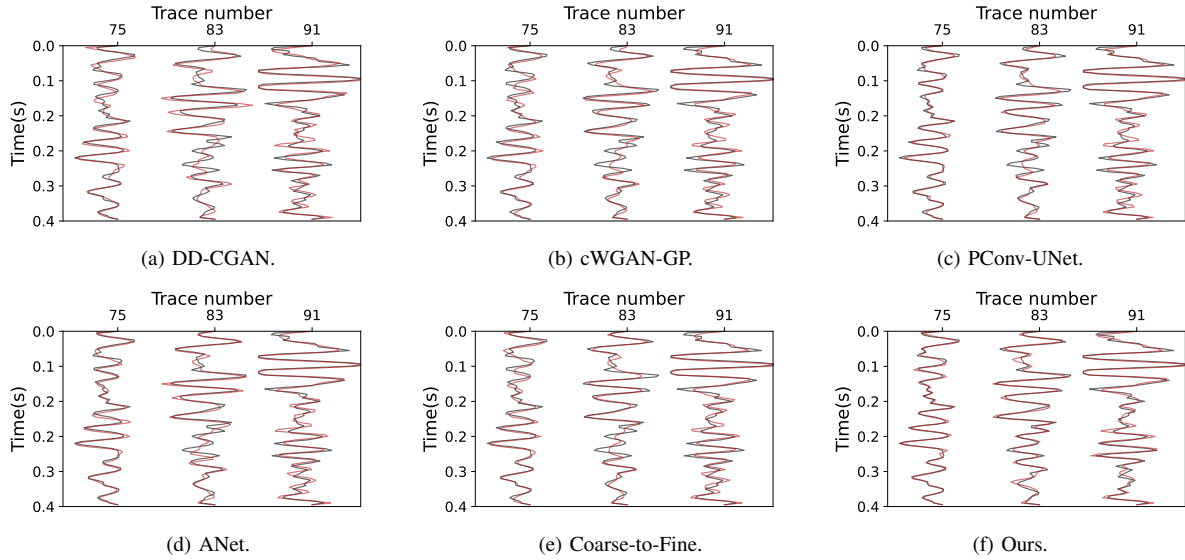 Trace number Trace number Trace number
75 83 91 75 83 91 75 83 91
0.0 0.0 0.0
0.1 0.1 0.1
0.2 0.2 0.2
Time(s) Time(s) Time(s)
0.2 0.2 0.2
0.3 0.3 0.3
0.4 0.4 0.4
(a) DD-CGAN. (b) cWGAN-GP. (c) PConv-UNet.
Trace number Trace number Trace number
75 83 91 75 83 91 75 83 91
0.0 0.0 0.0
0.1 0.1 0.1
0.2 0.2 0.2
Time(s) Time(s) Time(s)
0.2 0.2 0.2
0.3 0.3 0.3
0.4 0.4 0.4
(d) ANet. (e) Coarse-to-Fine. (f) Ours.